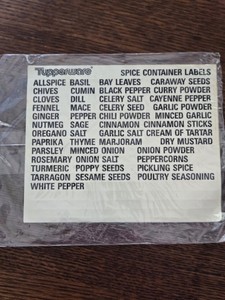 Tupperware SPICE CONTAINER LABELS
ALLSPICE BASIL BAY LEAVES CARAWAY SEEDS
CHIVES CUMIN BLACK PEPPER CURRY POWDER
CLOVES DILL CELERY SALT CAYENNE PEPPER
FENNEL MACE CELERY SEED GARLIC POWDER
GINGER PEPPER CHILI POWDER MINCED GARLIC
NUTMEG SAGE CINNAMON CINNAMON STICKS
OREGANO SALT GARLIC SALT CREAM OF TARTAR
PAPRIKA THYME MARJORAM DRY MUSTARD
PARSLEY MINCED ONION ONION POWDER
ROSEMARY ONION SALT PEPPERCORNS
TURMERIC POPPY SEEDS PICKLING SPICE
TARRAGON SESAME SEEDS POULTRY SEASONING
WHITE PEPPER